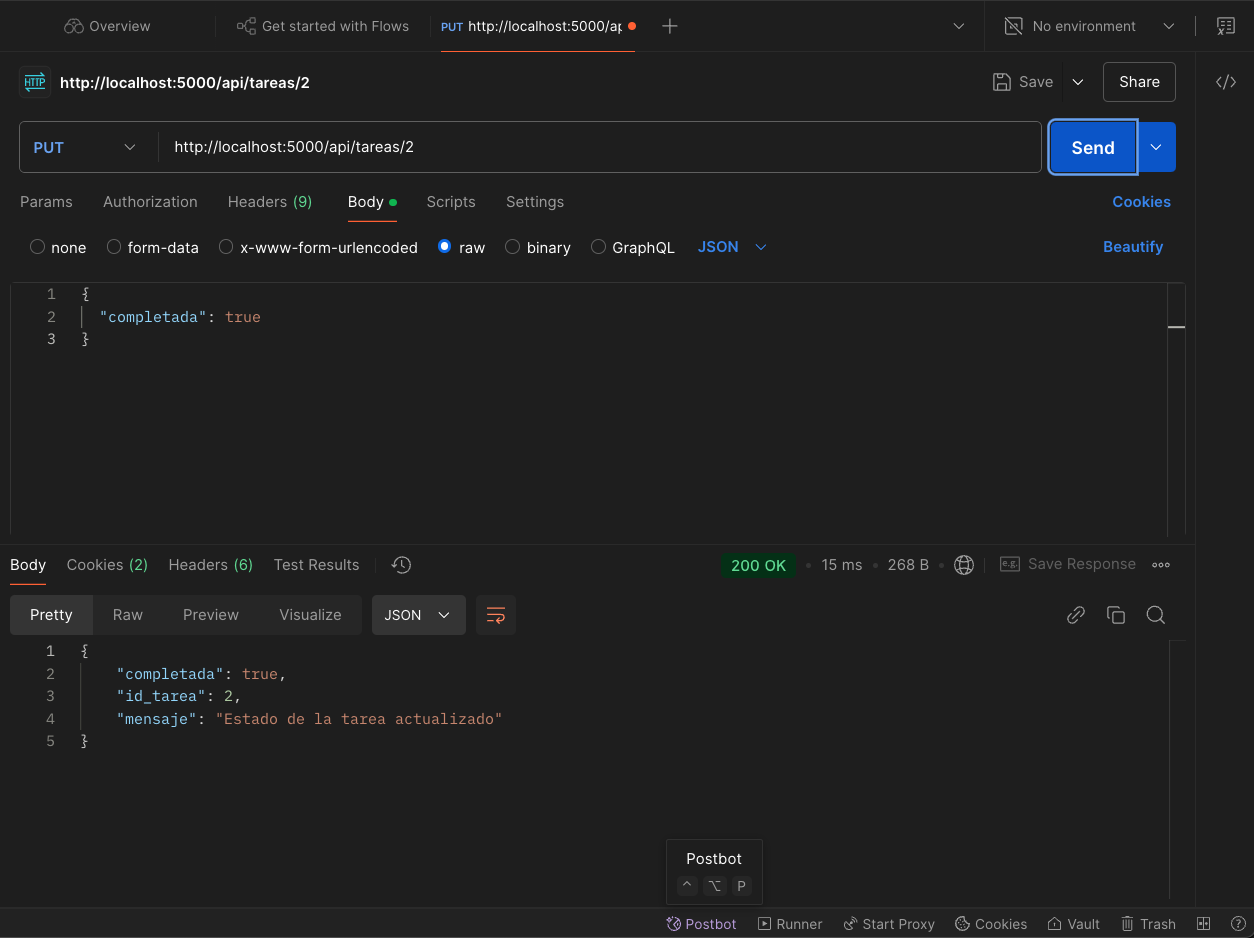 Overview Get started with Flows PUT http://localhost:5000/ap No environment
HTTP http://localhost:5000/api/tareas/2 Save Share
PUT http://localhost:5000/api/tareas/2 Send
Params Authorization Headers (9) Body Scripts Settings Cookies
none form-data x-www-form-urlencoded raw binary GraphQL JSON Beautify
1 {
2 "completada": true
3 }
Body Cookies (2) Headers (6) Test Results 200 OK 15 ms 268 B e.g. Save Response
Pretty Raw Preview Visualize JSON
1 {
2 "completada": true,
3 "id_tarea": 2,
4 "mensaje": "Estado de la tarea actualizado"
5 }
Postbot
^ ⌥ P
Postbot Runner Start Proxy Cookies Vault Trash